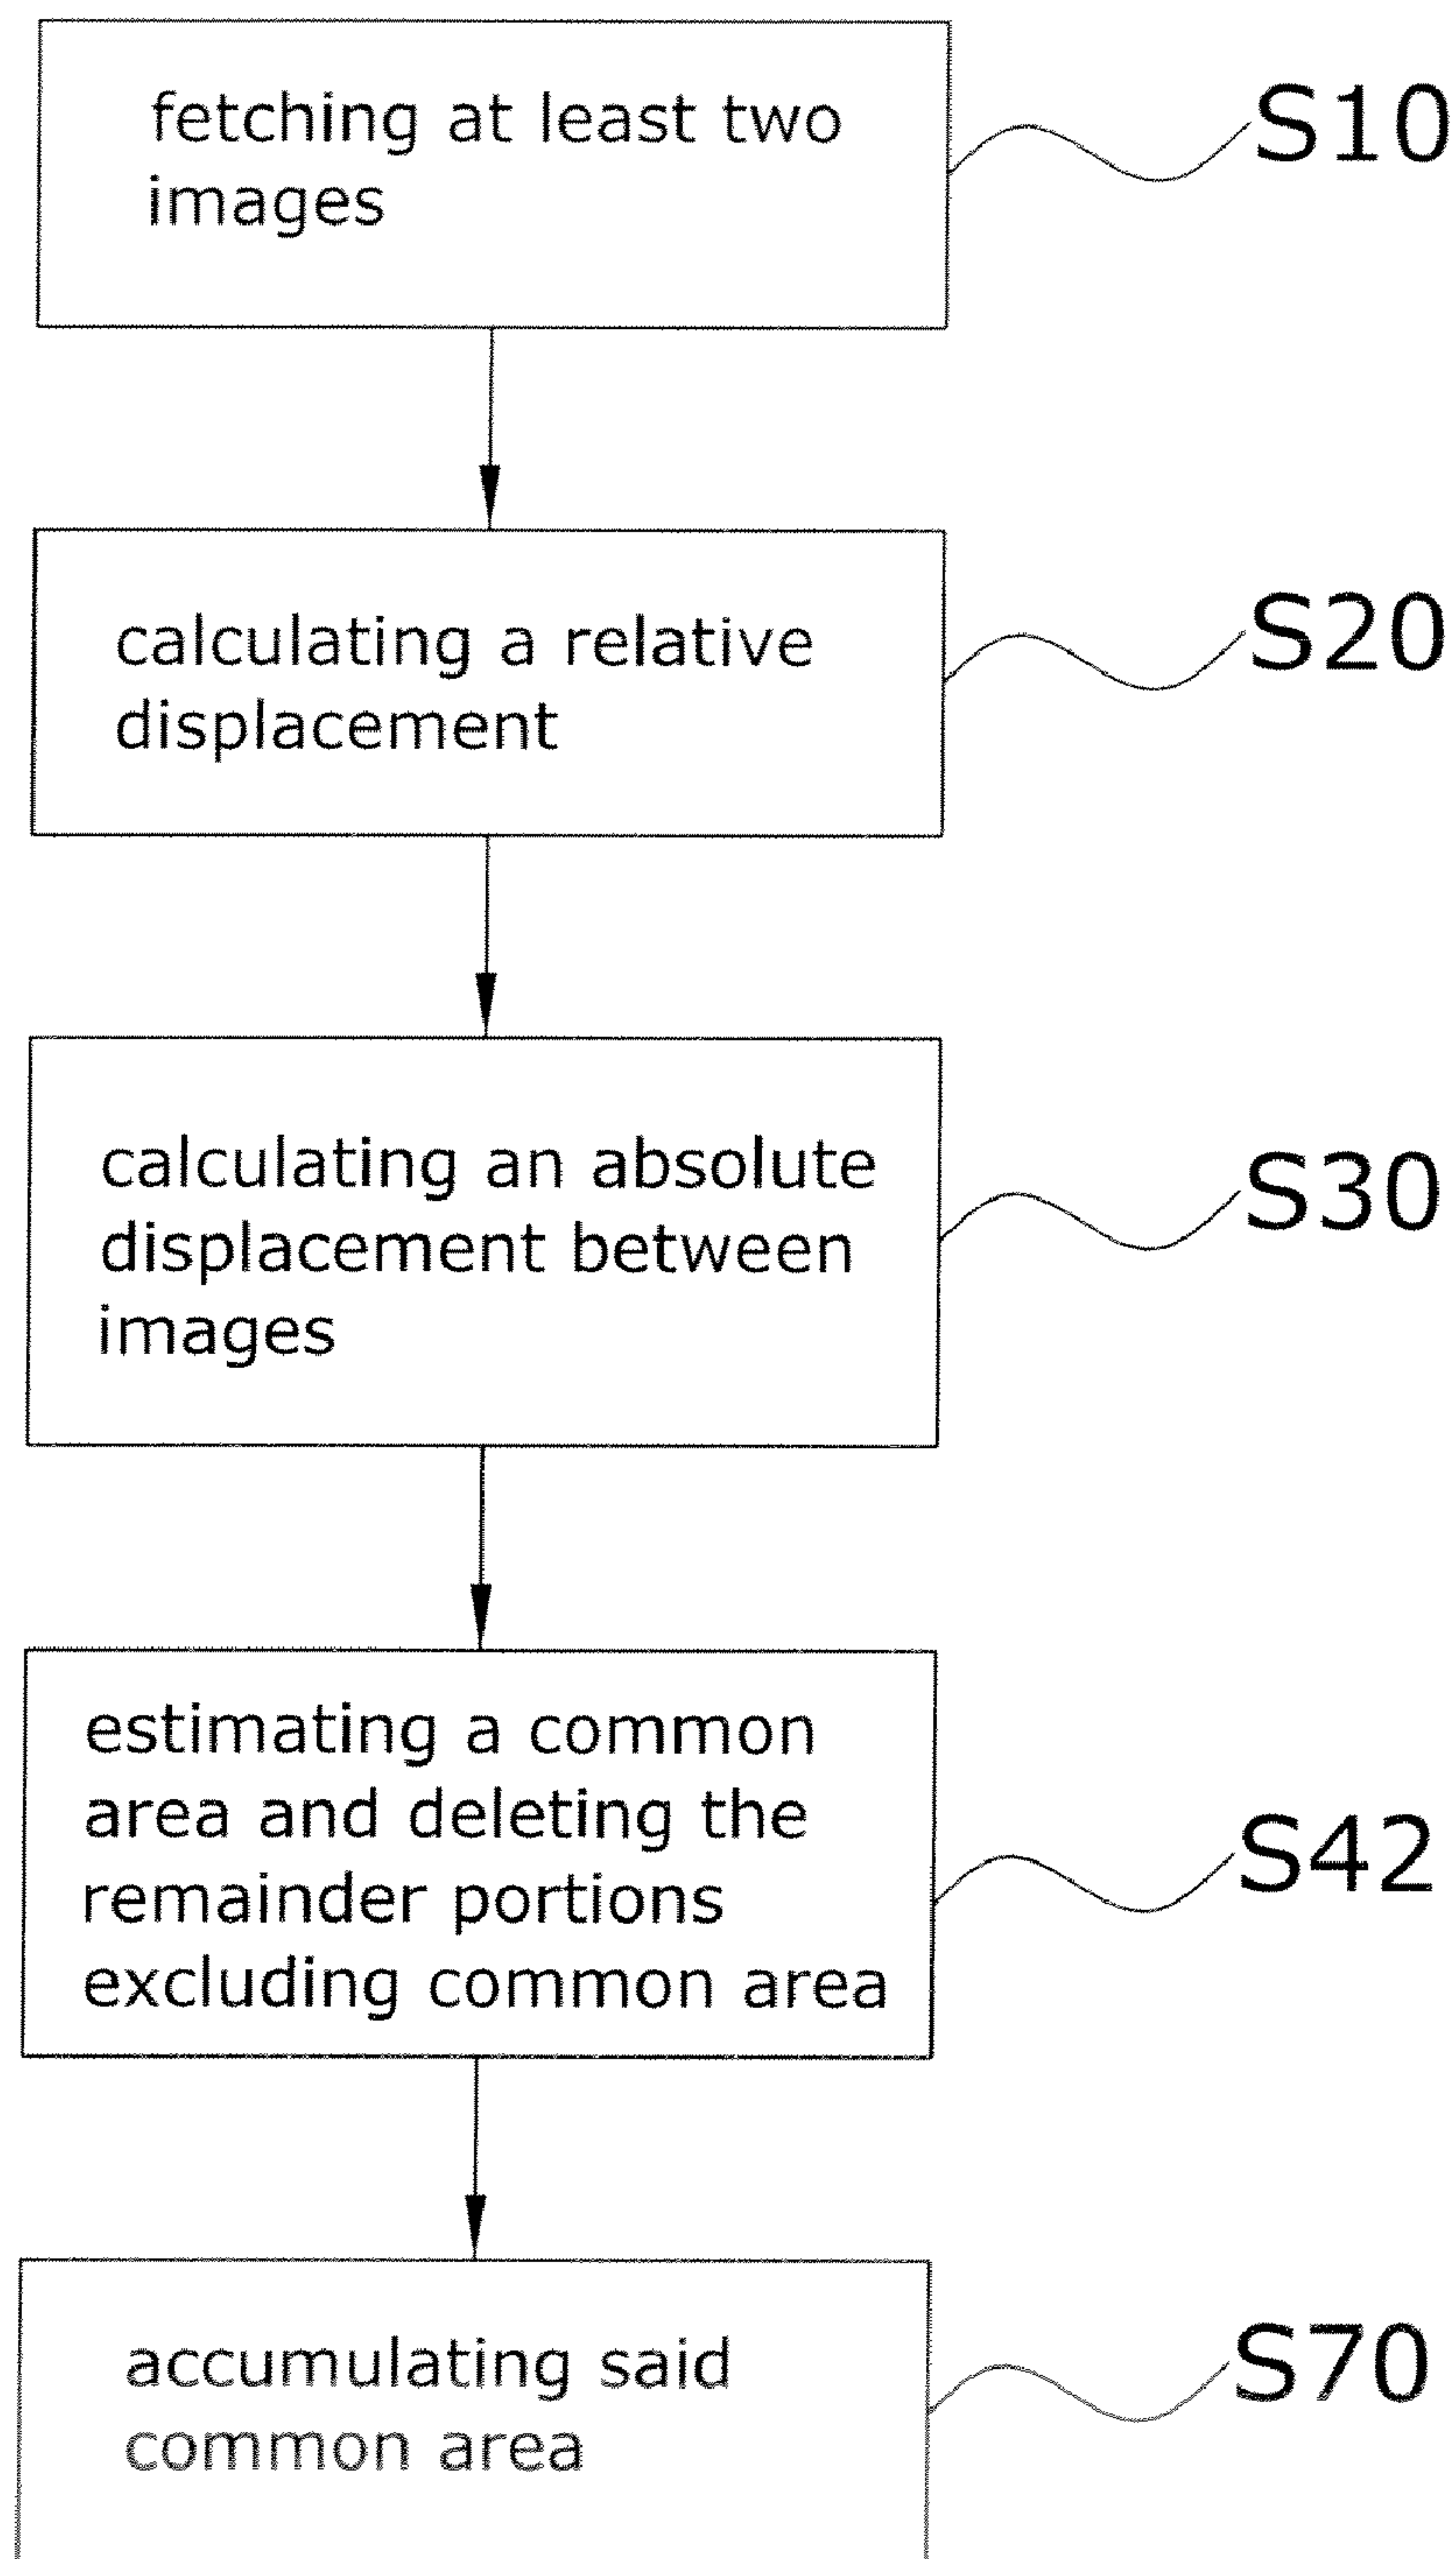 fetching at least two
images
S10
calculating a relative
displacement
S20
calculating an absolute
displacement between
images
S30
estimating a common
area and deleting the
remainder portions
excluding common area
S42
accumulating said
common area
S70